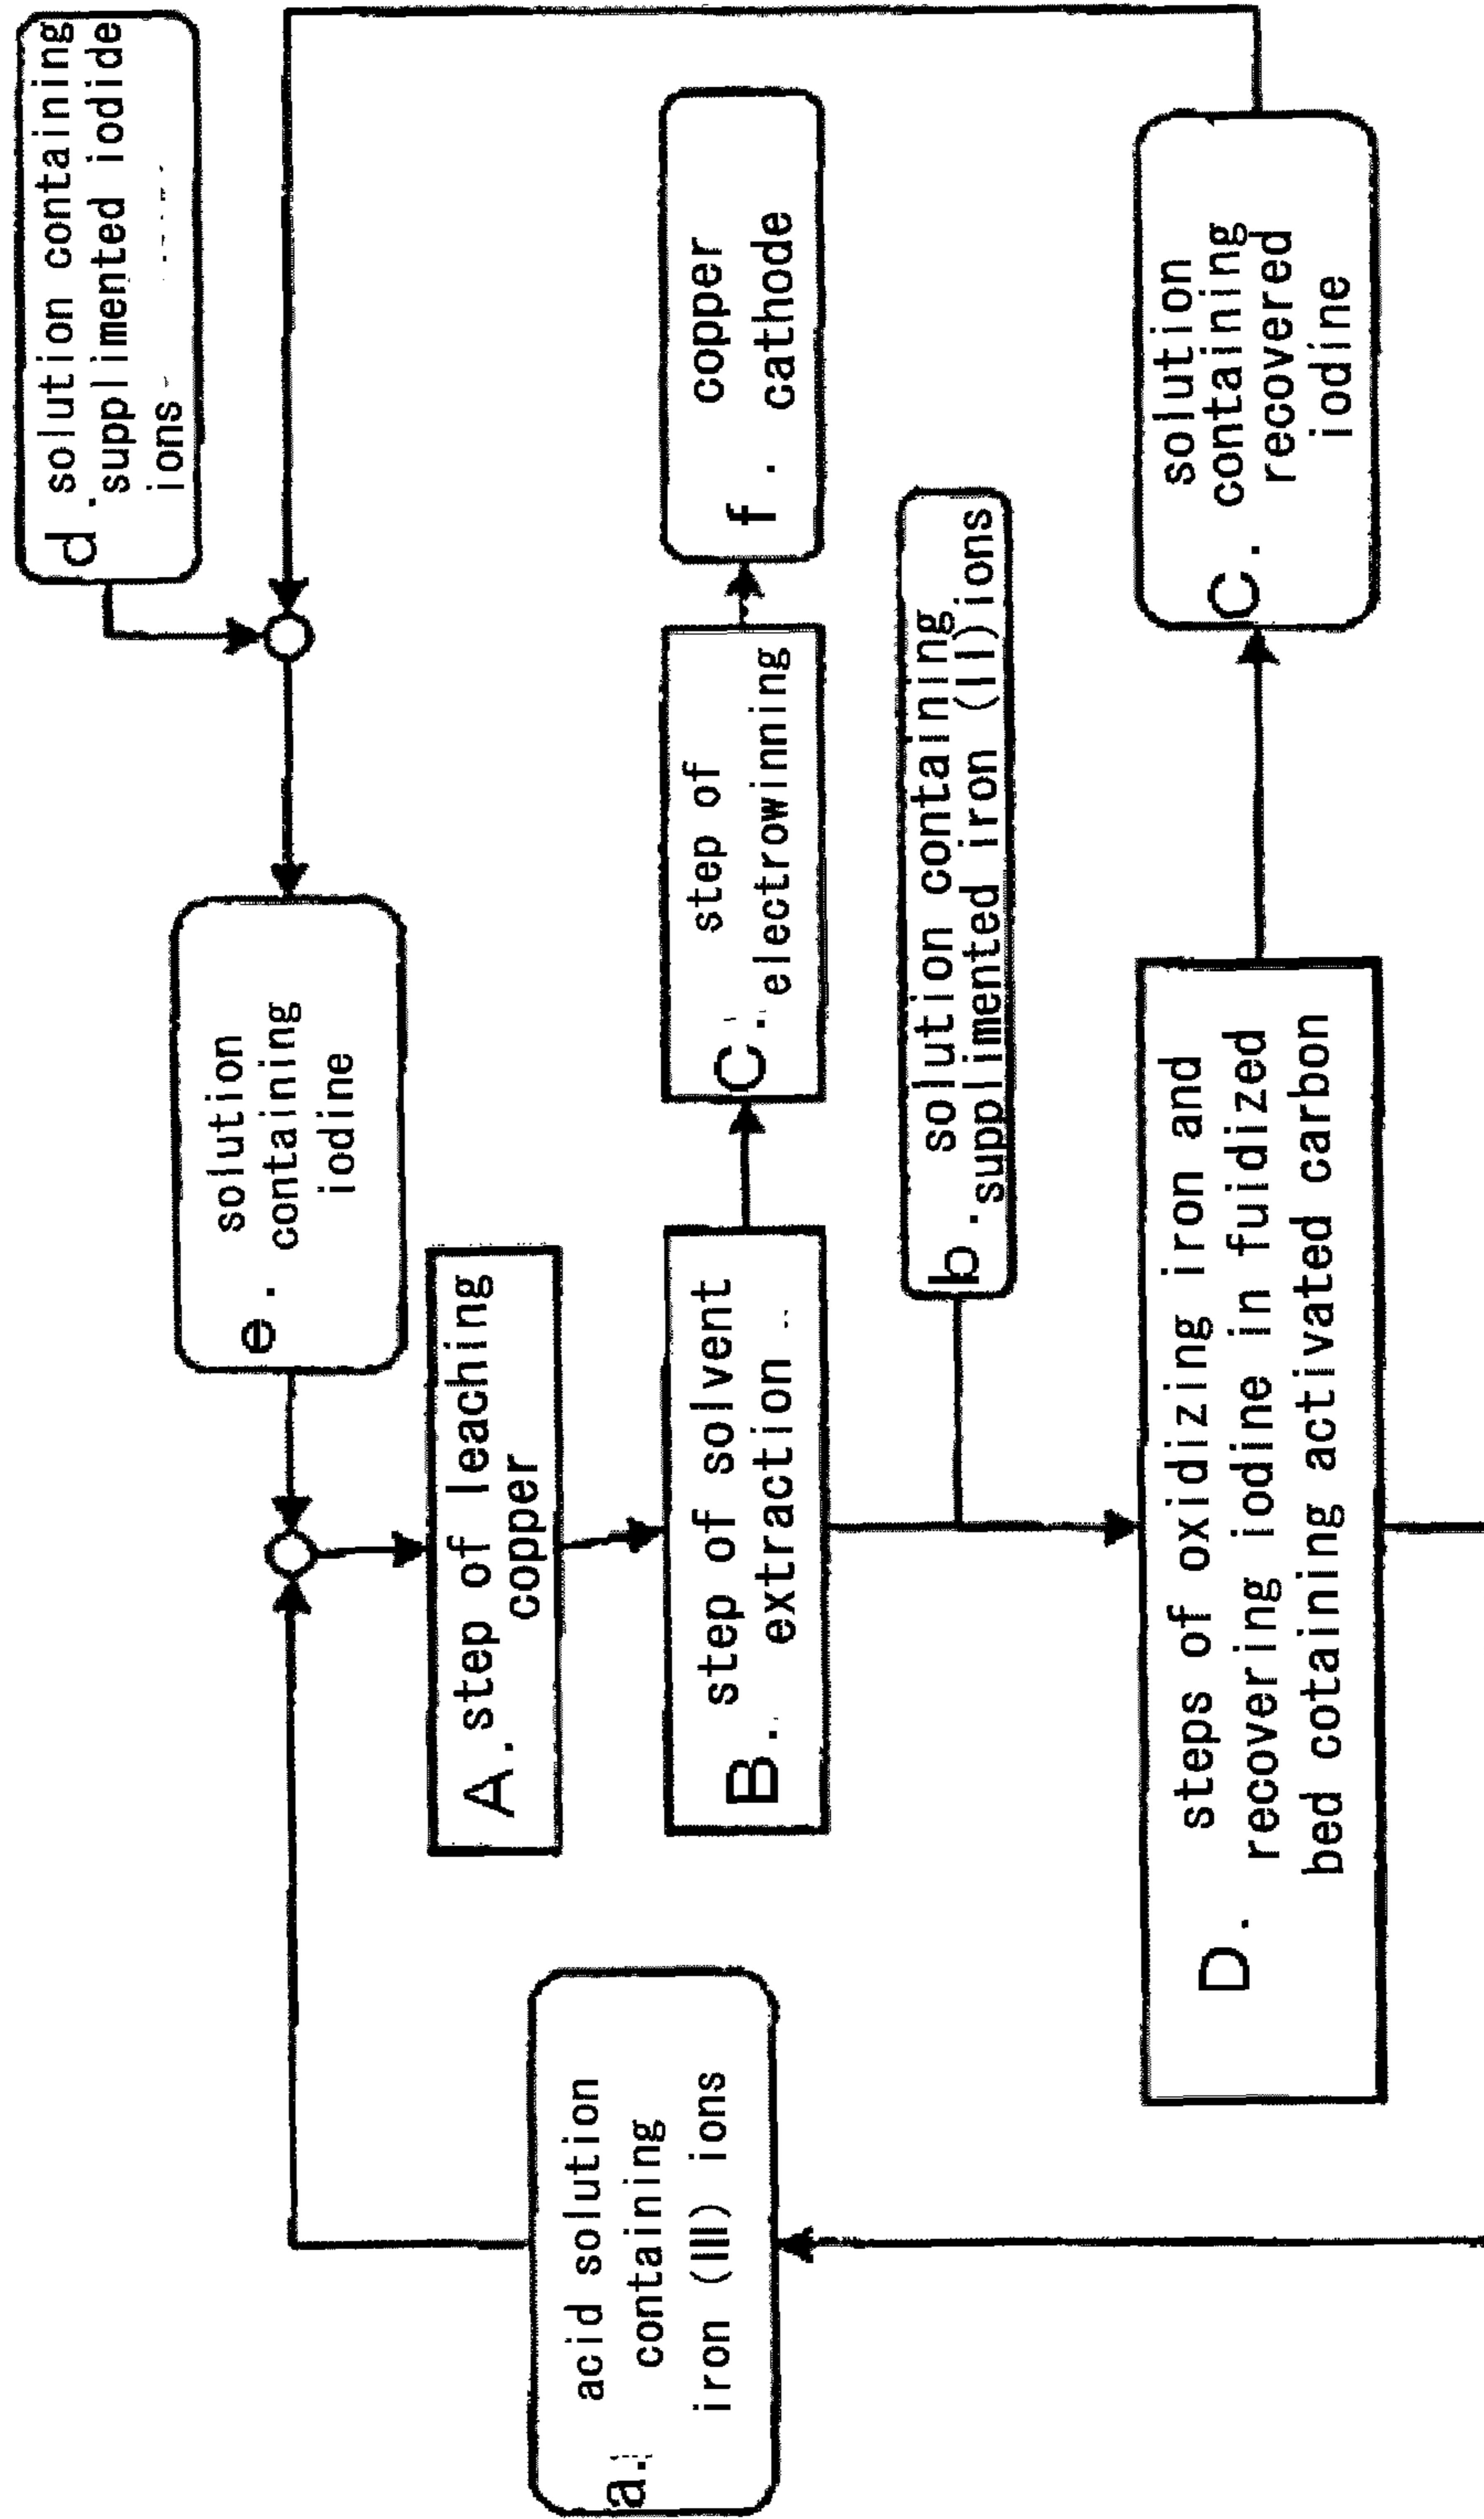 d. solution containing
supplimented iodide
ions
e. solution
containing
iodine
A. step of leaching
copper
a. acid solution
containing
iron (III) ions
B. step of solvent
extraction
C. step of
electrowinning
f. copper
cathode
b. solution containing
supplimented iron (II) ions
D. steps of oxidizing iron and
recovering iodine in fuidized
bed cotaining activated carbon
C. solution
containing
recovered
iodine